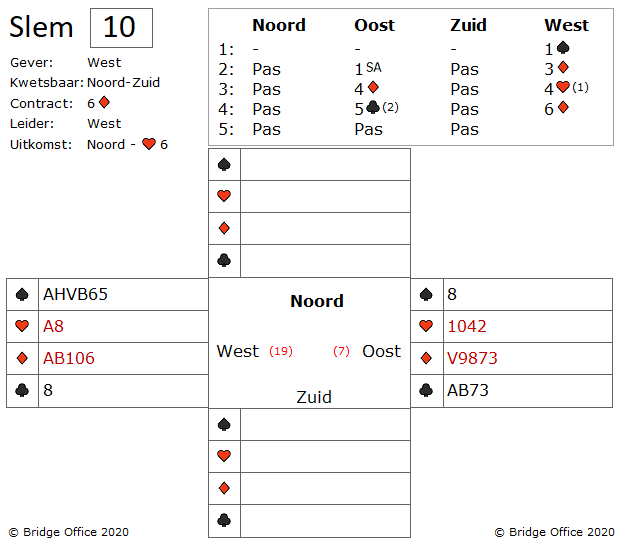 Slem 10
Gever: West
Kwetsbaar: Noord-Zuid
Contract: 6♦
Leider: West
Uitkomst: Noord - ♥ 6
Noord Oost Zuid West
1: - - - 1♠
2: Pas 1SA Pas 3♦
3: Pas 4♦ Pas 4♥(1)
4: Pas 5♣(2) Pas 6♦
5: Pas Pas Pas
♠
♥
♦
♣
♠ AHVB65
♥ A8
♦ AB106
♣ 8
Noord
West (19) (7) Oost
Zuid
♠ 8
♥ 1042
♦ V9873
♣ AB73
♠
♥
♦
♣
© Bridge Office 2020 © Bridge Office 2020